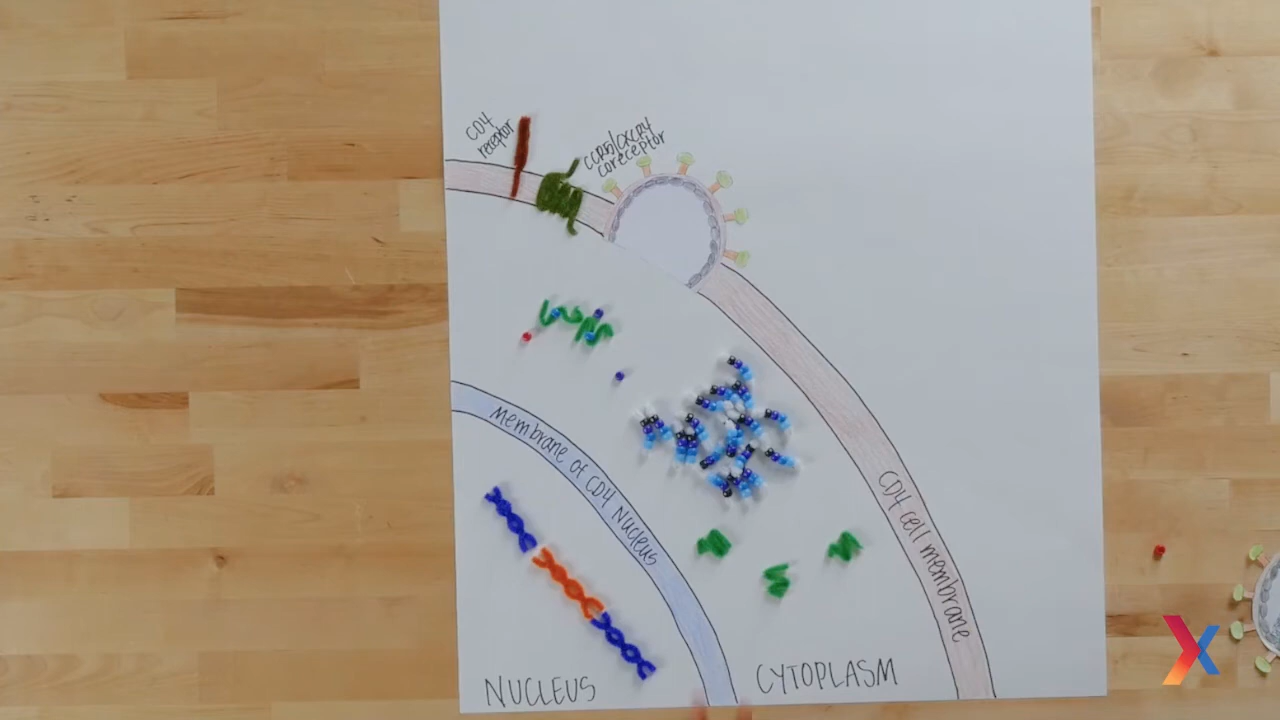 CD4
receptor
CCR5/CXCR4
coreceptor
membrane of CD4 Nucleus
CD4 cell membrane
NUCLEUS
CYTOPLASM